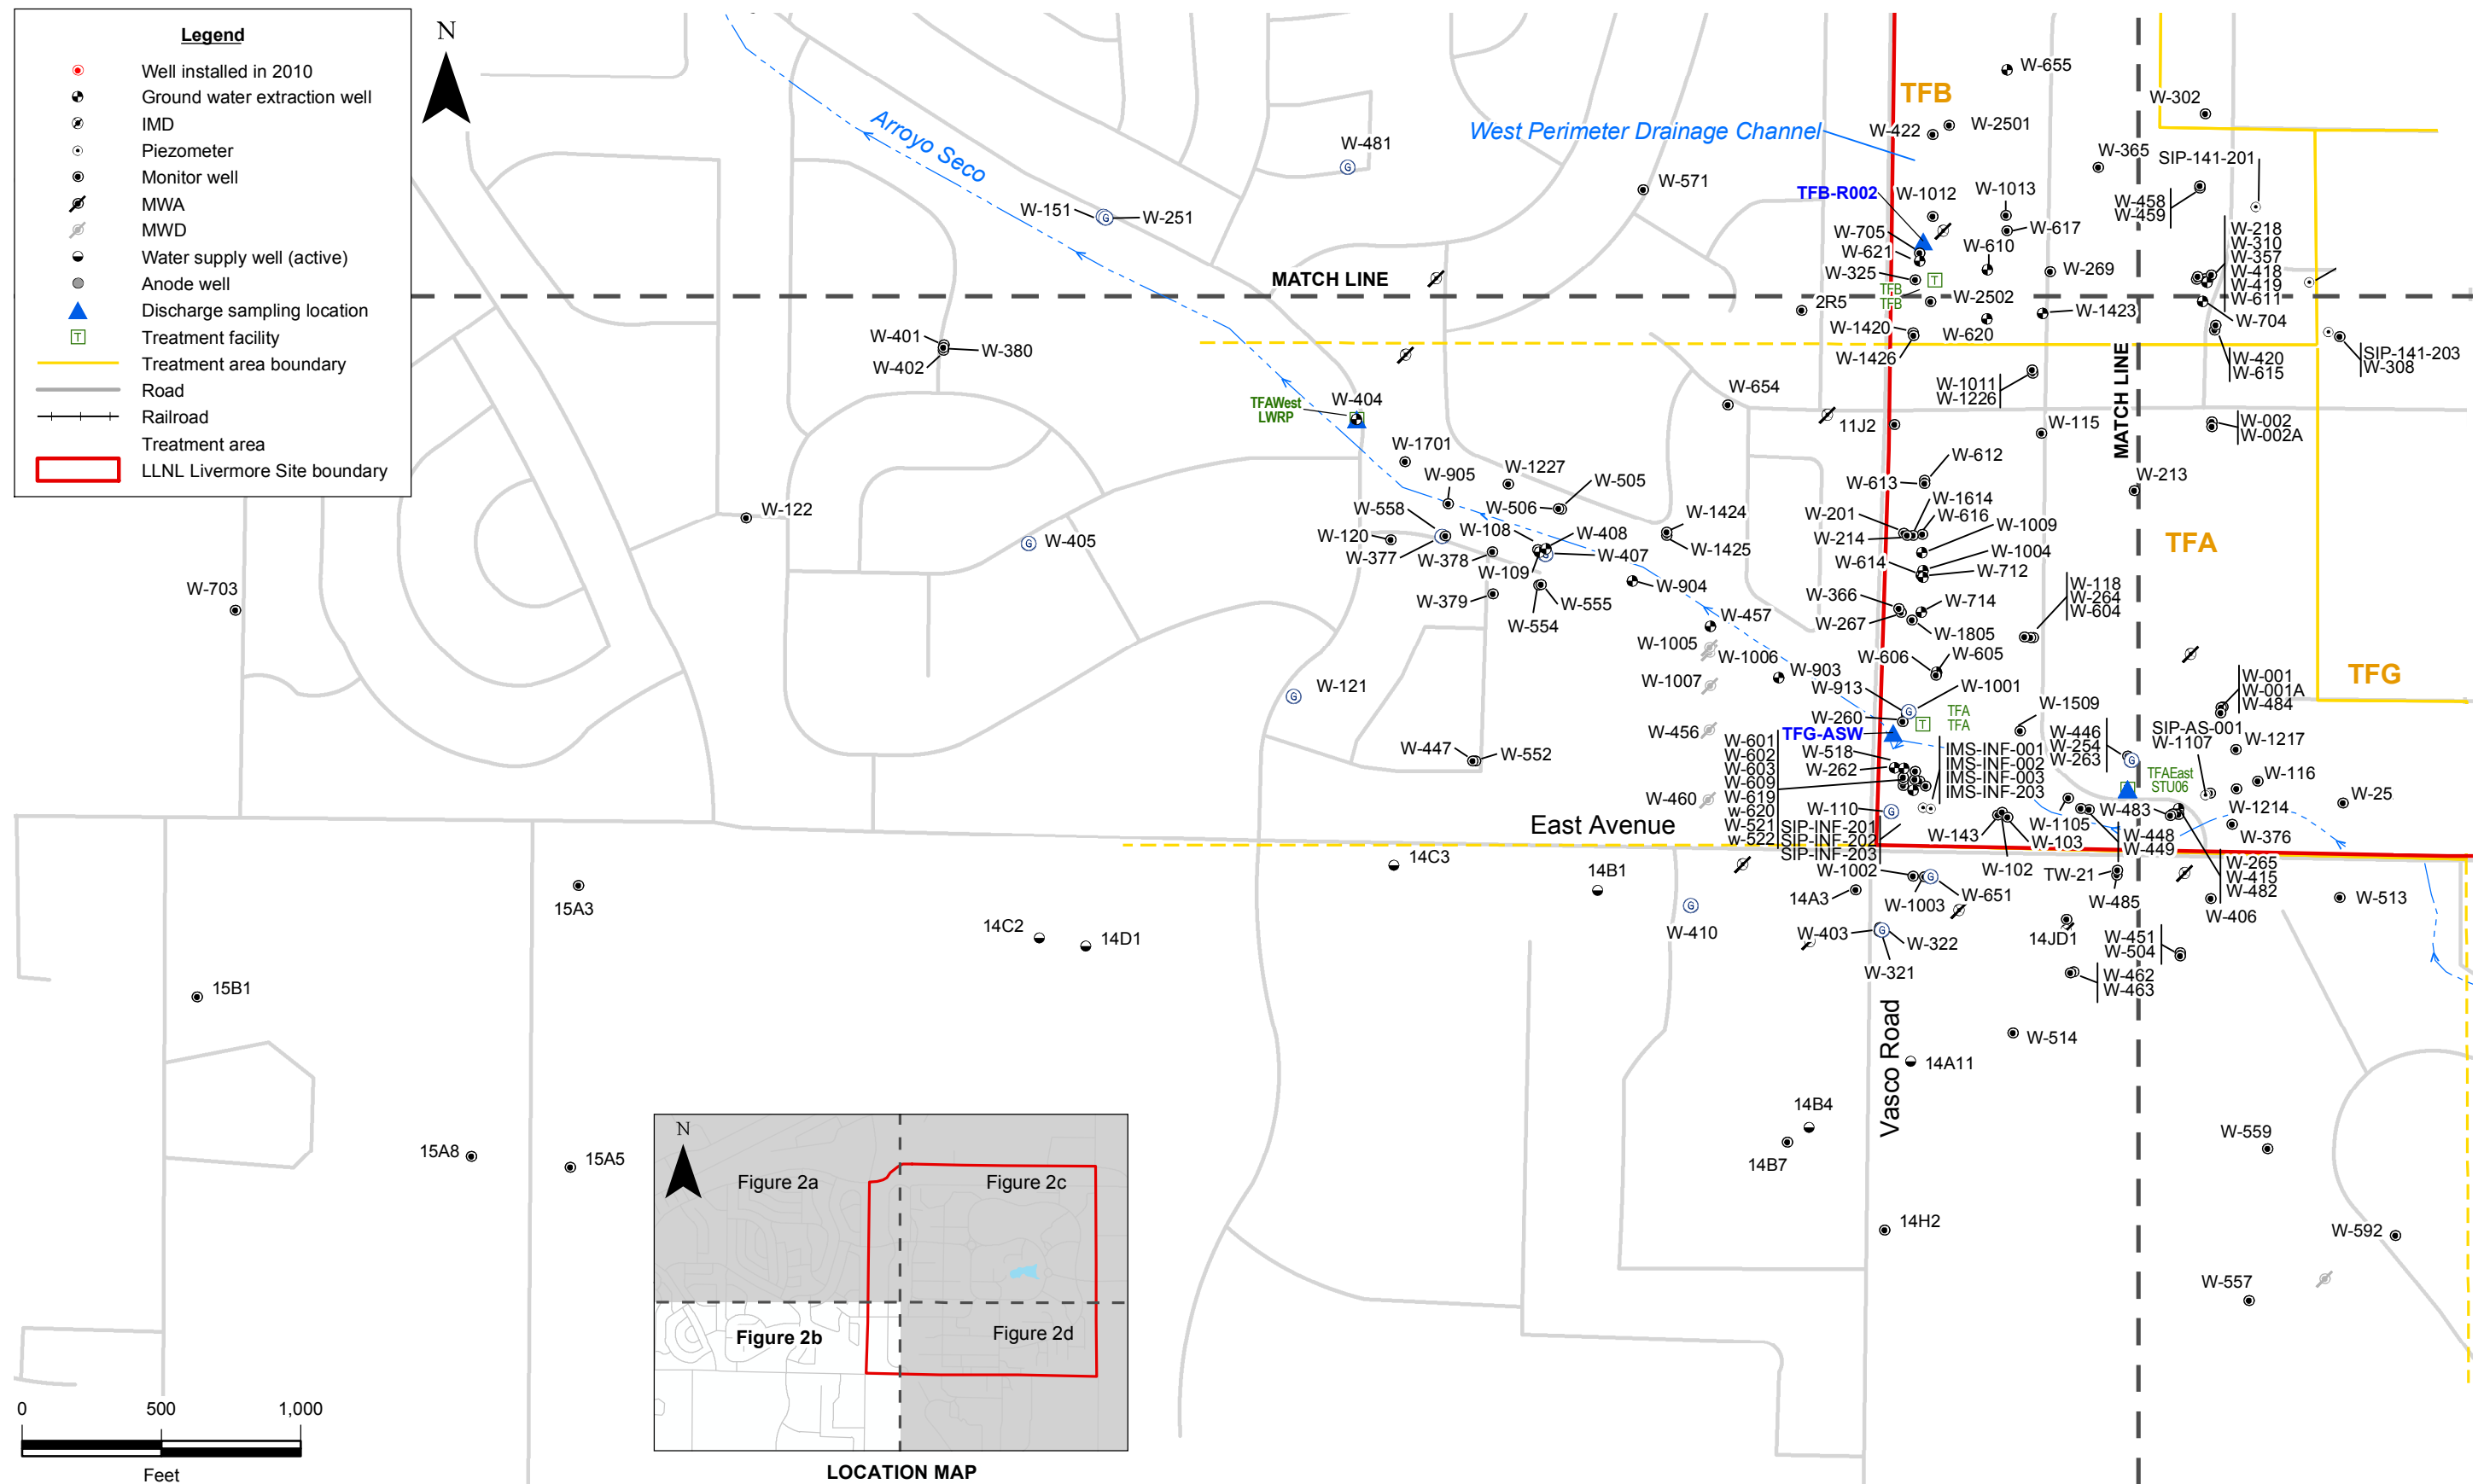 Legend
Well installed in 2010
Ground water extraction well
IMD
Piezometer
Monitor well
MWA
MWD
Water supply well (active)
Anode well
Discharge sampling location
T
Treatment facility
Treatment area boundary
Road
Railroad
Treatment area
LLNL Livermore Site boundary
N
Arroyo Seco
W-151
G
W-251
W-481
G
MATCH LINE
W-571
West Perimeter Drainage Channel
TFB
W-655
W-422
W-2501
W-302
W-365
SIP-141-201
W-458
W-459
TFB-R002
W-1012
W-1013
W-617
W-705
W-621
W-610
W-325
T
TFB
TFB
W-269
W-218
W-310
W-357
W-418
W-419
W-611
W-704
2R5
W-2502
W-1420
W-1426
W-620
W-1423
W-420
W-615
SIP-141-203
W-308
MATCH LINE
W-401
W-402
W-380
TFAWest
LWRP
W-404
W-654
11J2
W-1011
W-1226
W-115
W-002
W-002A
W-213
W-1701
W-905
W-1227
W-505
W-506
W-558
W-120
W-377
W-108
W-378
W-109
W-408
W-407
G
W-379
W-554
W-555
W-904
W-1424
W-1425
W-122
G
W-405
W-703
W-612
W-613
W-1614
W-201
W-616
W-214
W-1009
W-1004
W-614
W-712
TFA
W-366
W-714
W-267
W-1805
W-118
W-264
W-604
W-457
W-1005
W-1006
W-1007
W-903
W-606
W-605
W-913
G
W-1001
W-260
T
TFA
TFA
TFG-ASW
TFG
W-001
W-001A
W-484
G
W-121
W-456
W-447
W-552
W-460
W-601
W-602
W-603
W-609
W-619
W-620
W-521
w-522
W-518
W-262
W-110
G
IMS-INF-001
IMS-INF-002
IMS-INF-003
IMS-INF-203
SIP-INF-201
SIP-INF-202
SIP-INF-203
W-1509
W-446
W-254
W-263
G
SIP-AS-001
W-1107
W-1217
TFAEast
STU06
W-116
W-25
W-483
W-1214
W-376
W-143
W-102
W-103
W-1105
W-448
W-449
W-265
W-415
W-482
East Avenue
14C3
14B1
G
W-410
14A3
W-1002
W-1003
G
W-651
W-403
G
W-322
W-321
TW-21
W-485
14JD1
W-406
W-513
W-451
W-504
W-462
W-463
15A3
14C2
14D1
15B1
15A8
15A5
W-514
Vasco Road
14A11
14B4
14B7
14H2
W-559
W-592
W-557
N
Figure 2a
Figure 2c
Figure 2b
Figure 2d
LOCATION MAP
0
500
1,000
Feet